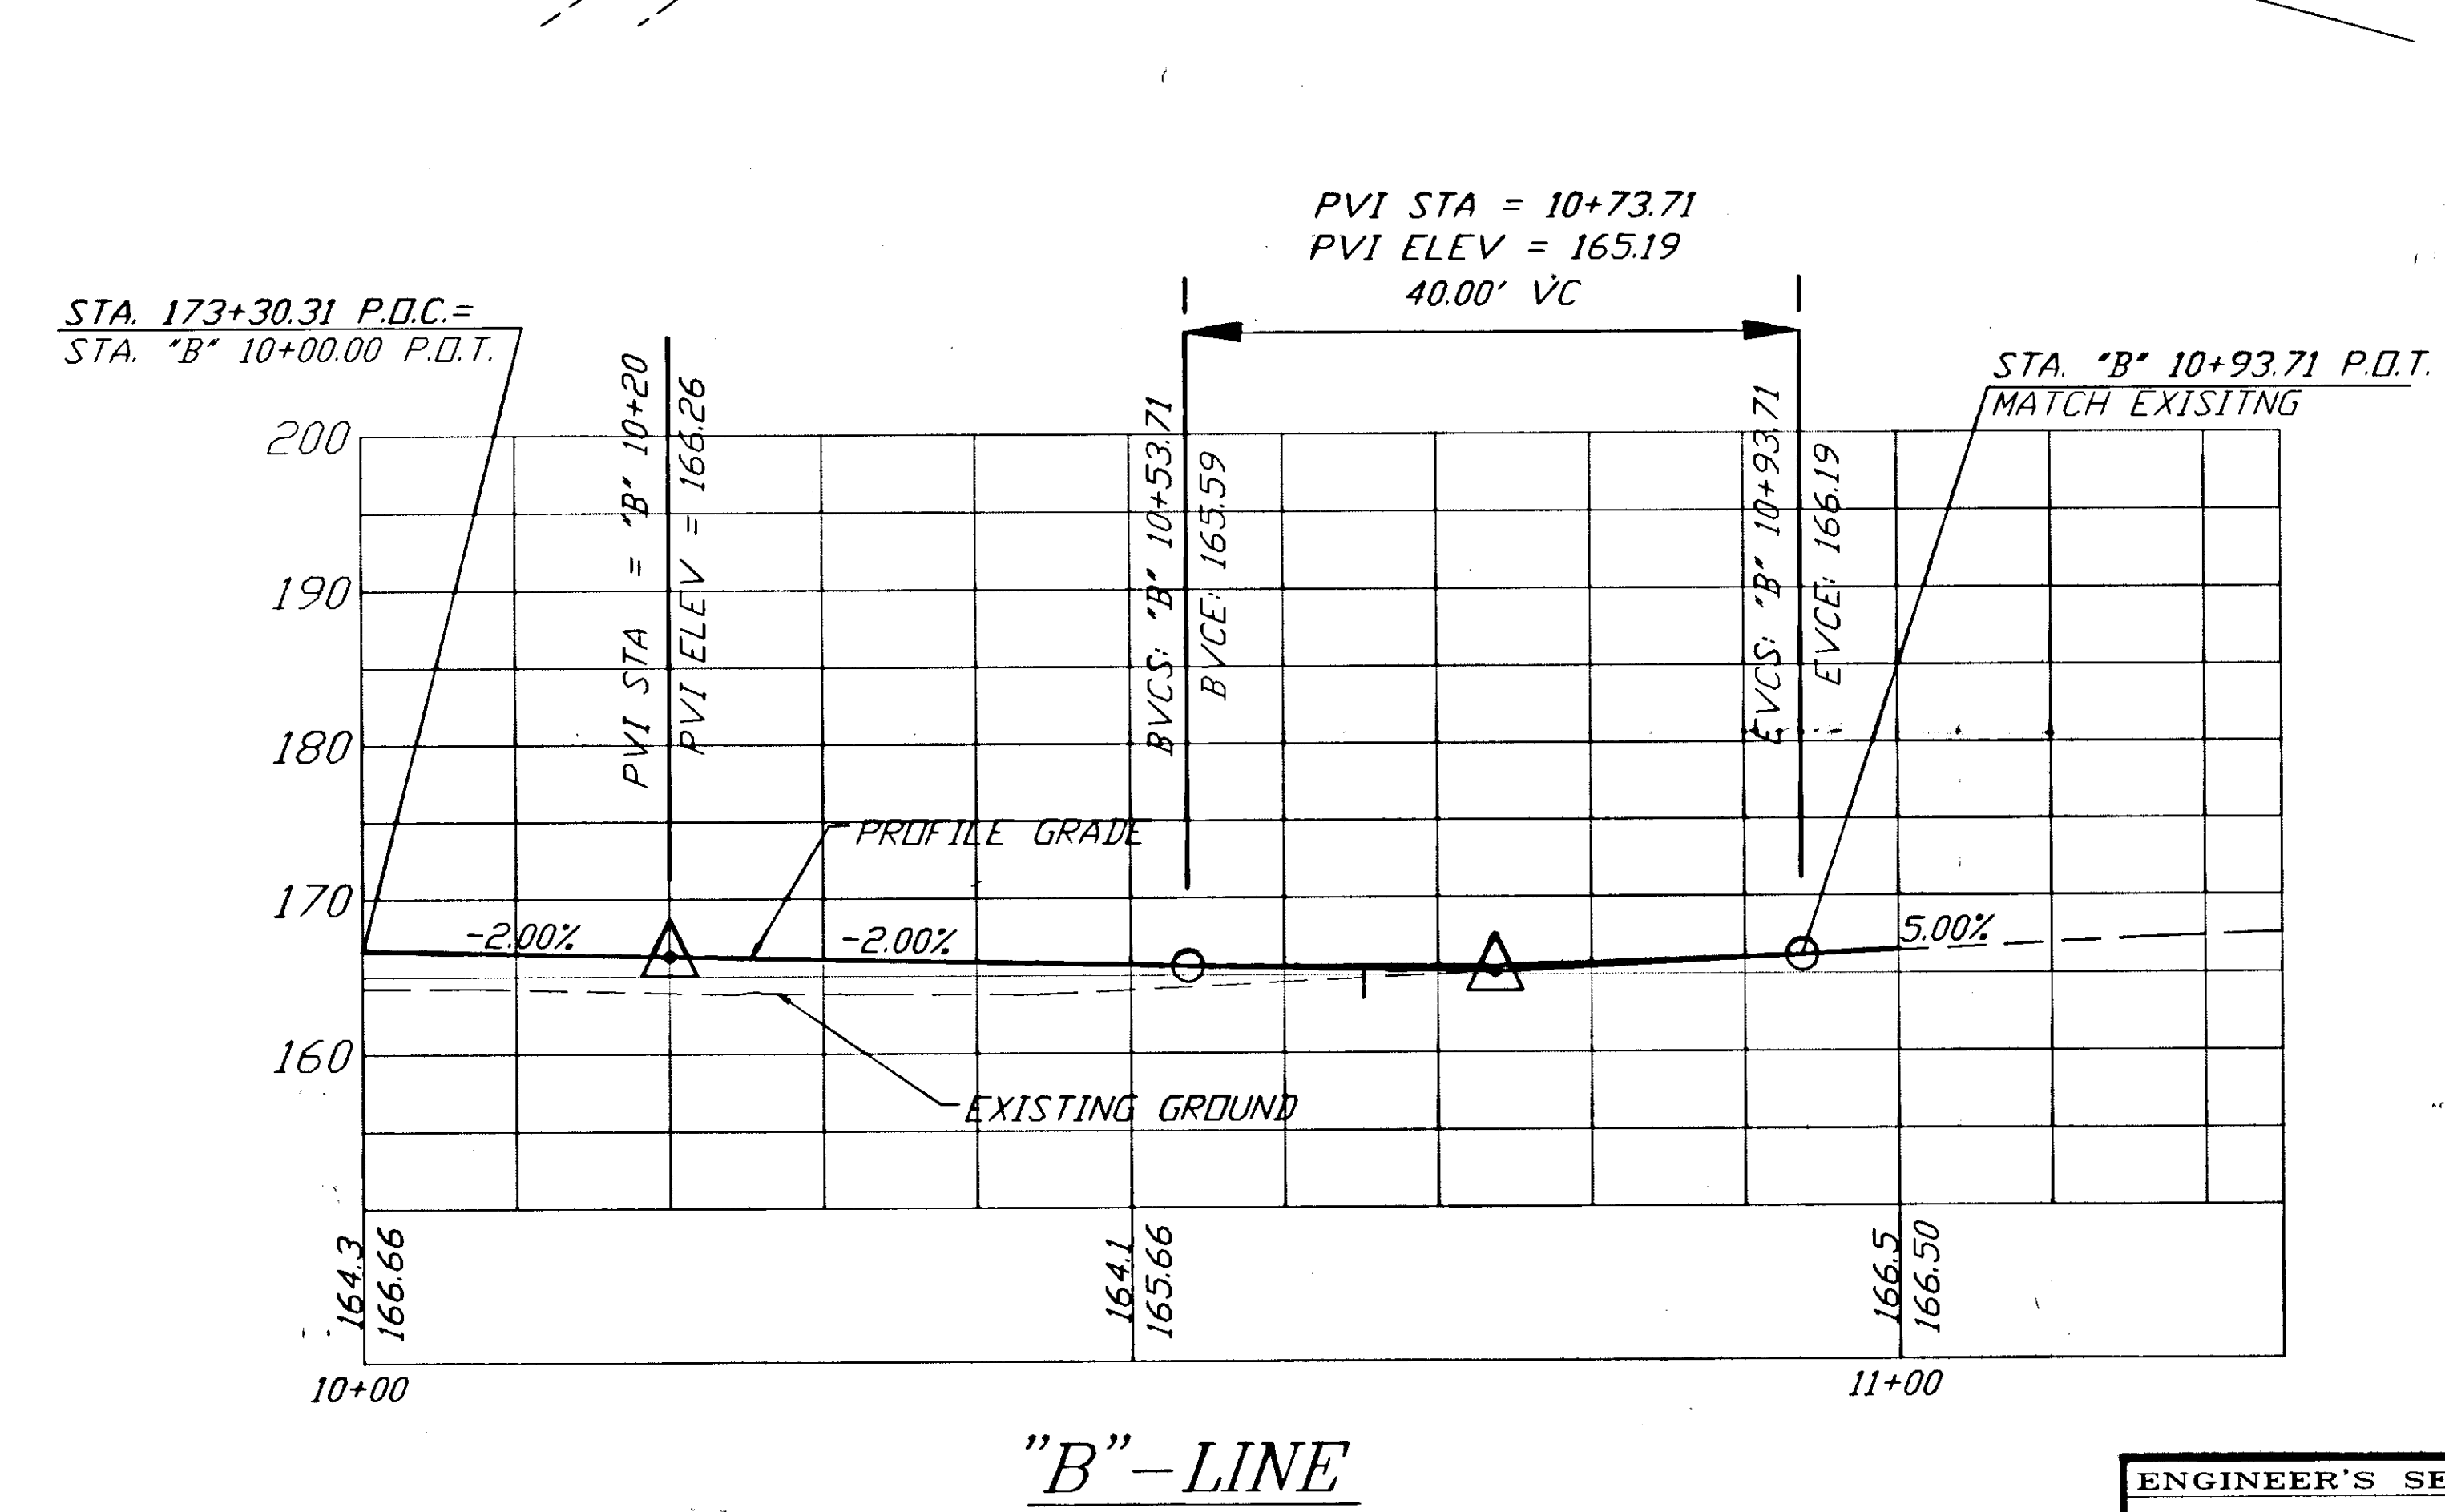 PVI STA = 10+73.71
PVI ELEV = 165.19
40.00' VC
STA. 173+30.31 P.O.C.=
STA. "B" 10+00.00 P.O.T.
STA. "B" 10+93.71 P.O.T.
MATCH EXISITNG
PVI STA = "B" 10+20
PVI ELEV = 166.26
BVCS: "B" 10+53.71
BVCE: 165.59
EVCS: "B" 10+93.71
EVCE: 166.19
200
190
180
170
160
PROFILE GRADE
-2.00%
-2.00%
5.00%
EXISTING GROUND
164.3
166.66
164.1
165.66
166.5
166.50
10+00
11+00
"B"-LINE
ENGINEER'S